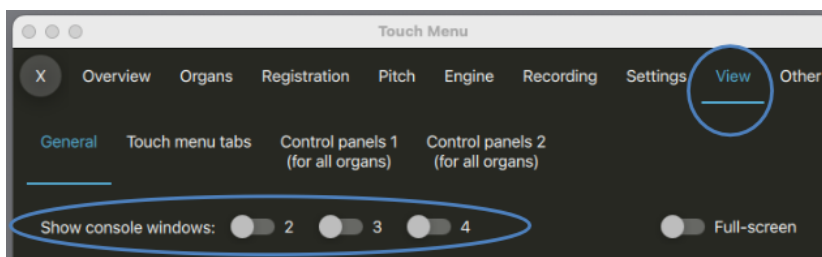 Touch Menu
X Overview Organs Registration Pitch Engine Recording Settings View Other
General Touch menu tabs Control panels 1 Control panels 2
(for all organs) (for all organs)
Show console windows: 2 3 4 Full-screen